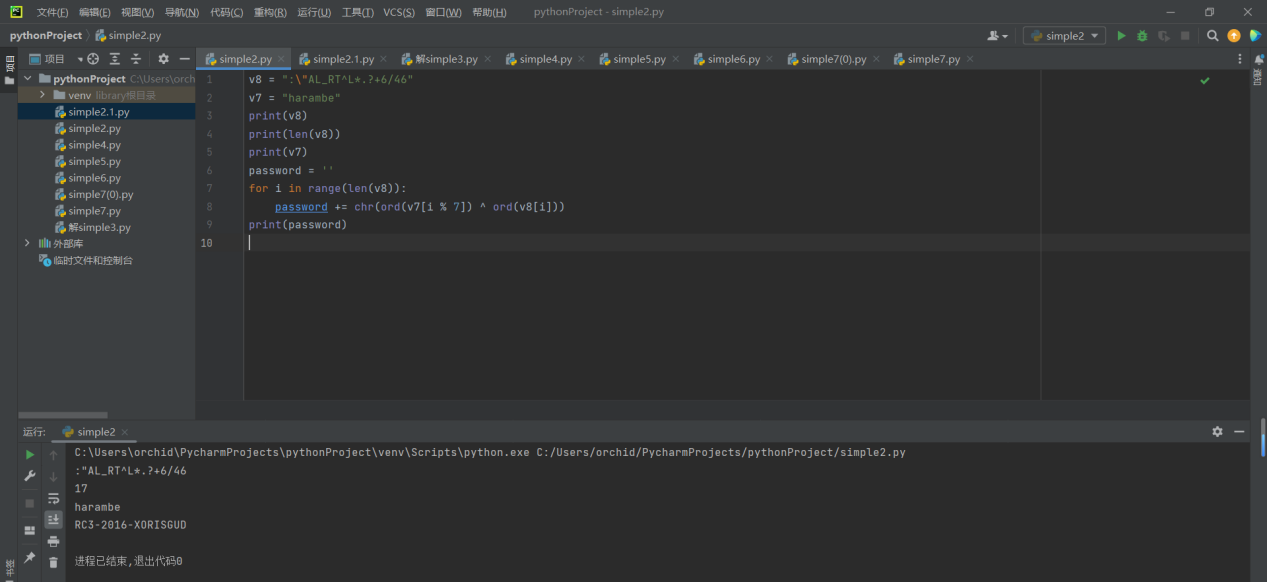 文件(F) 编辑(E) 视图(V) 导航(N) 代码(C) 重构(R) 运行(U) 工具(T) VCS(S) 窗口(W) 帮助(H) pythonProject - simple2.py
pythonProject simple2.py simple2
项目 simple2.py simple2.1.py 解simple3.py simple4.py simple5.py simple6.py simple7(0).py simple7.py
项目
通知
pythonProject C:\Users\orch
venv library根目录
simple2.1.py
simple2.py
simple4.py
simple5.py
simple6.py
simple7(0).py
simple7.py
解simple3.py
外部库
临时文件和控制台
1 v8 = ":\"AL_RT^L*.?+6/46"
2 v7 = "harambe"
3 print(v8)
4 print(len(v8))
5 print(v7)
6 password = ''
7 for i in range(len(v8)):
8 password += chr(ord(v7[i % 7]) ^ ord(v8[i]))
9 print(password)
10
运行: simple2
C:\Users\orchid\PycharmProjects\pythonProject\venv\Scripts\python.exe C:/Users/orchid/PycharmProjects/pythonProject/simple2.py
:"AL_RT^L*.?+6/46
17
harambe
RC3-2016-XORISGUD
进程已结束,退出代码0